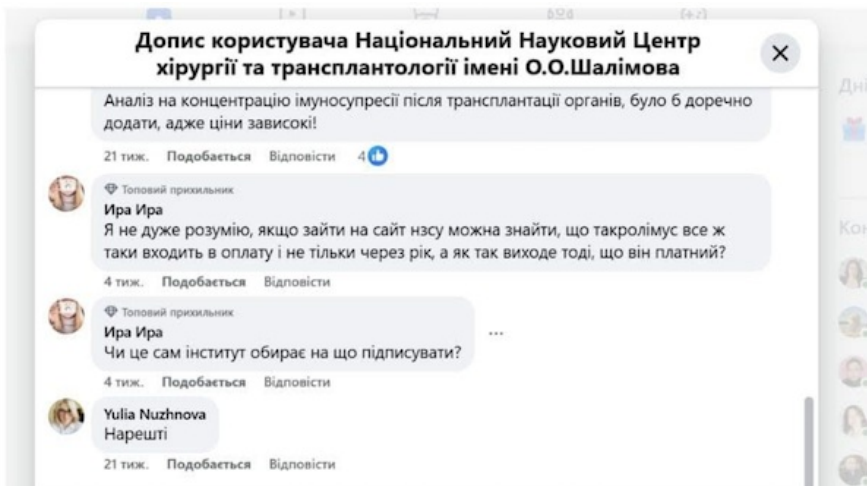 Допис користувача Національний Науковий Центр
хірургії та трансплантології імені О.О.Шалімова
Аналіз на концентрацію імуносупресії після трансплантації органів, було б доречно
додати, адже ціни зависокі!
21 тиж. Подобається Відповісти 4
Топовий прихильник
Ира Ира
Я не дуже розумію, якщо зайти на сайт нзсу можна знайти, що такролімус все ж
таки входить в оплату і не тільки через рік, а як так виходе тоді, що він платний?
4 тиж. Подобається Відповісти
Топовий прихильник
Ира Ира
Чи це сам інститут обирає на що підписувати?
4 тиж. Подобається Відповісти
Yulia Nuzhnova
Нарешті
21 тиж. Подобається Відповісти
Дні
Кон